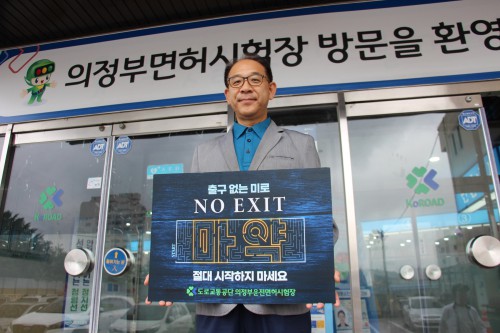 의정부면허시험장 방문을 환영
ADT
ADT
ADT
KoROAD
KoROAD
출구 없는 미로
NO EXIT
START
마약
절대 시작하지 마세요
도로교통공단 의정부운전면허시험장